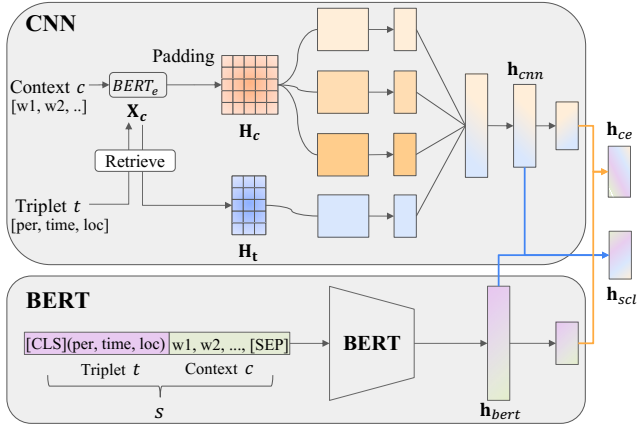 CNN
Padding
Context c
[w1, w2, ..]
BERT_e
X_c
H_c
Retrieve
Triplet t
[per, time, loc]
H_t
h_cnn
h_ce
h_scl
BERT
[CLS](per, time, loc) w1, w2, ..., [SEP]
Triplet t Context c
s
BERT
h_bert